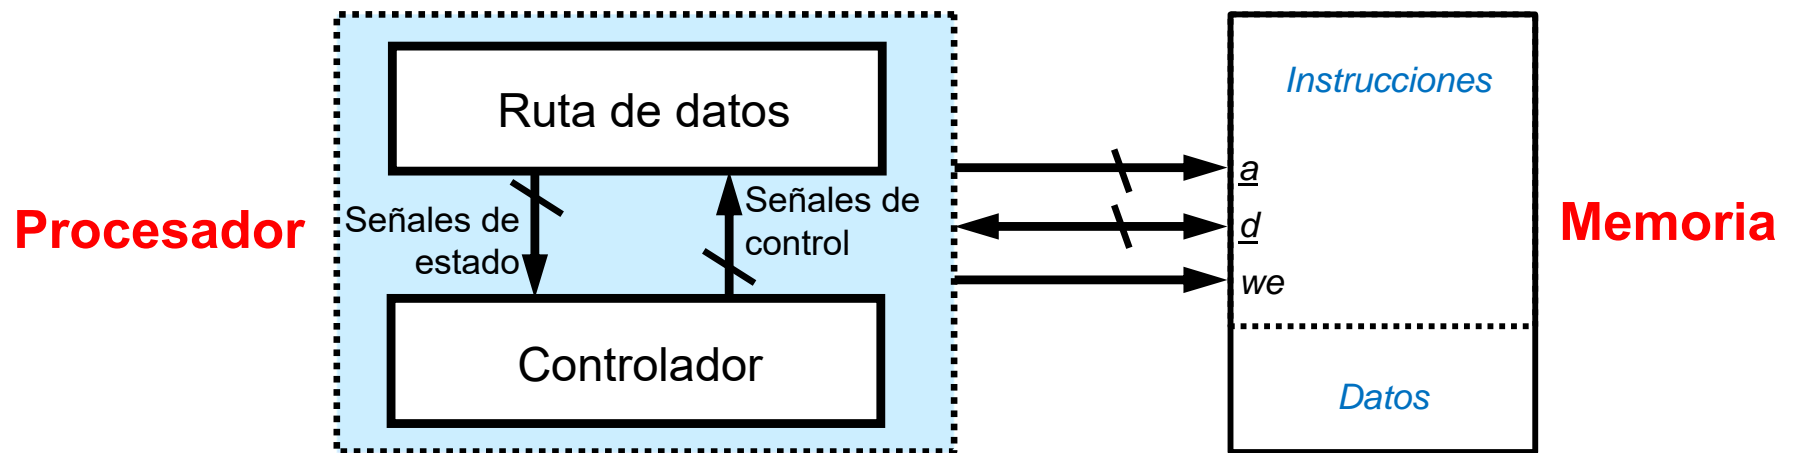 Procesador
Ruta de datos
Señales de
estado
Señales de
control
Controlador
Instrucciones
a
d
we
Datos
Memoria